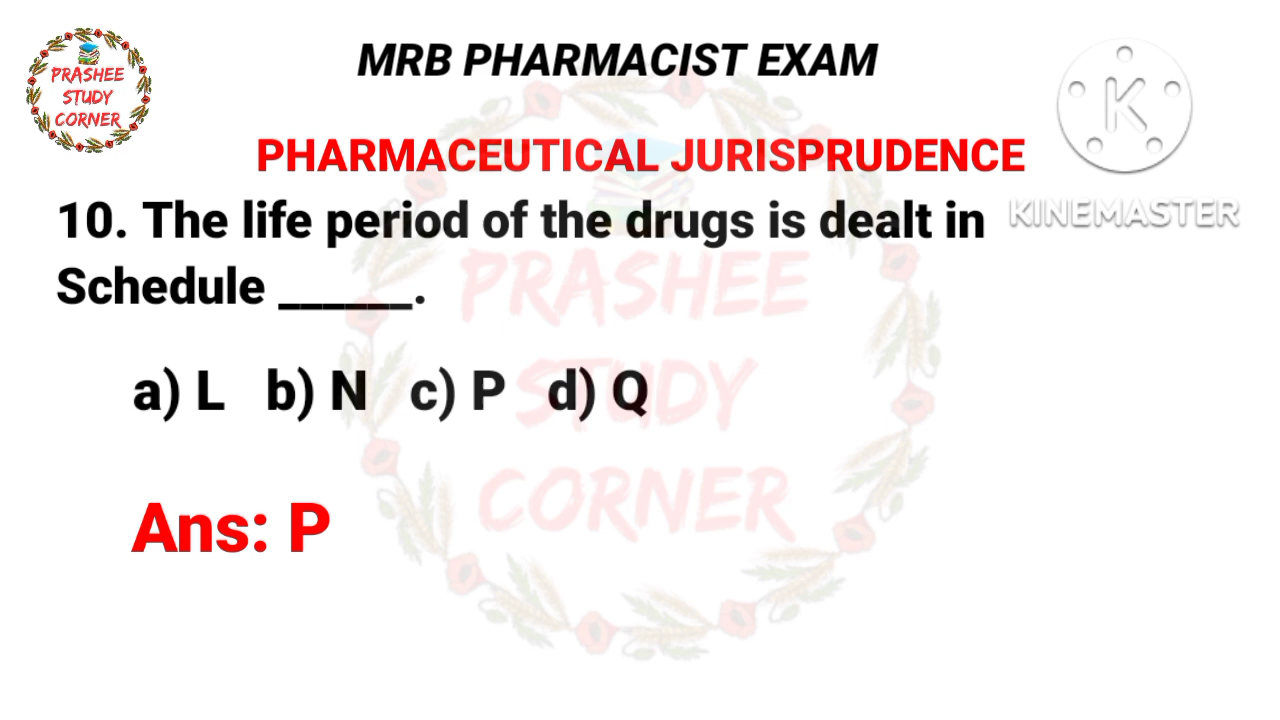 PRASHEE
STUDY
CORNER
MRB PHARMACIST EXAM
K
KINEMASTER
PHARMACEUTICAL JURISPRUDENCE
10. The life period of the drugs is dealt in
Schedule ______.
a) L b) N c) P d) Q
Ans: P
PRASHEE
STUDY
CORNER